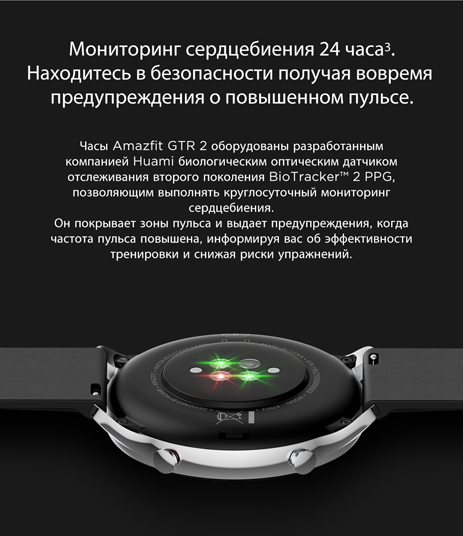 Мониторинг сердцебиения 24 часа³.
Находитесь в безопасности получая вовремя
предупреждения о повышенном пульсе.
Часы Amazfit GTR 2 оборудованы разработанным
компанией Huami биологическим оптическим датчиком
отслеживания второго поколения BioTracker™ 2 PPG,
позволяющим выполнять круглосуточный мониторинг
сердцебиения.
Он покрывает зоны пульса и выдает предупреждения, когда
частота пульса повышена, информируя вас об эффективности
тренировки и снижая риски упражнений.